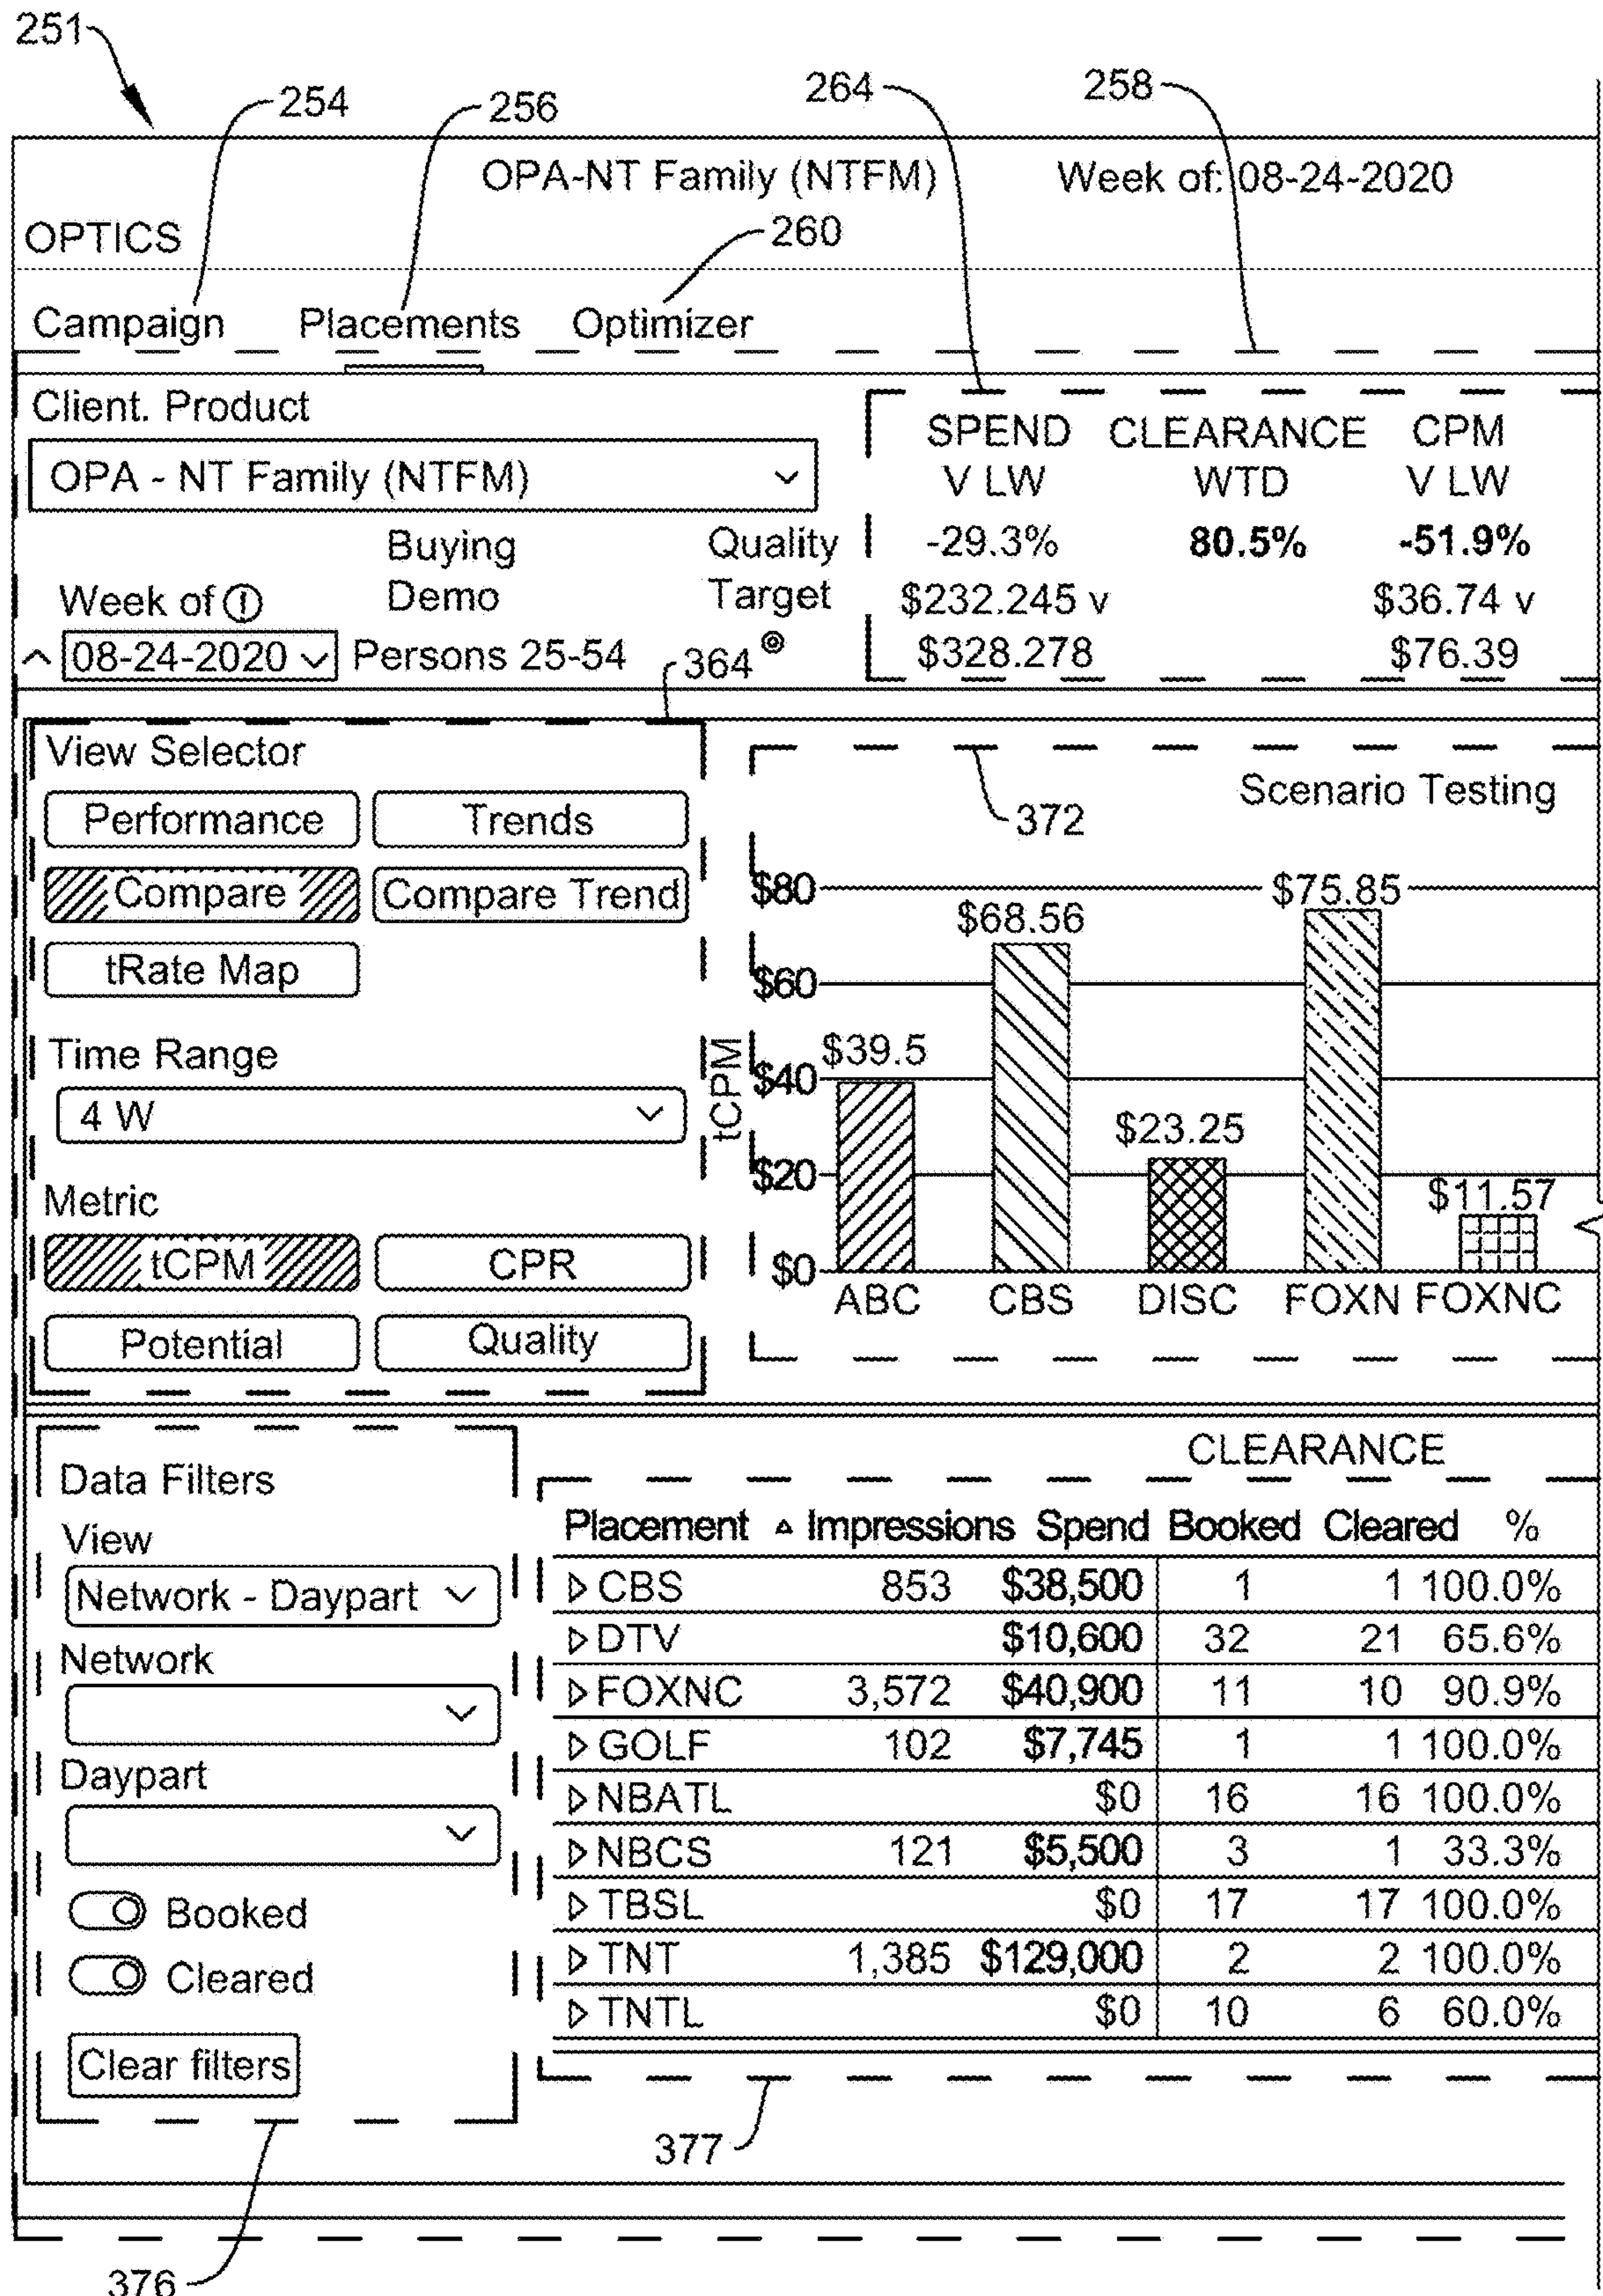 251
254
256
264
258
OPA-NT Family (NTFM) Week of: 08-24-2020
OPTICS
260
Campaign Placements Optimizer
Client. Product
OPA - NT Family (NTFM)
Buying Quality
Week of Demo Target
08-24-2020 Persons 25-54
364
SPEND CLEARANCE CPM
V LW WTD V LW
-29.3% 80.5% -51.9%
$232.245 v $36.74 v
$328.278 $76.39
View Selector
Performance Trends
Compare Compare Trend
tRate Map
Time Range
4 W
Metric
tCPM CPR
Potential Quality
372
Scenario Testing
tCPM
$80
$60
$40
$20
$0
$39.5
$68.56
$23.25
$75.85
$11.57
ABC CBS DISC FOXN FOXNC
Data Filters
View
Network - Daypart
Network
Daypart
Booked
Cleared
Clear filters
CLEARANCE
Placement Impressions Spend Booked Cleared %
CBS 853 $38,500 1 1 100.0%
DTV $10,600 32 21 65.6%
FOXNC 3,572 $40,900 11 10 90.9%
GOLF 102 $7,745 1 1 100.0%
NBATL $0 16 16 100.0%
NBCS 121 $5,500 3 1 33.3%
TBSL $0 17 17 100.0%
TNT 1,385 $129,000 2 2 100.0%
TNTL $0 10 6 60.0%
377
376